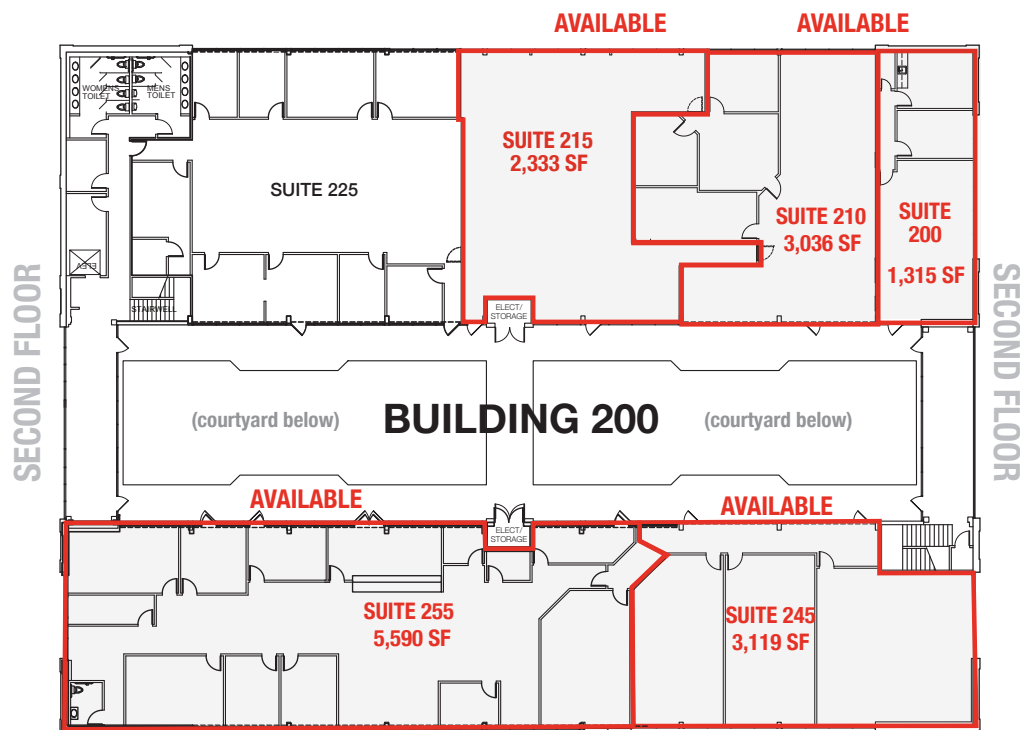 AVAILABLE
AVAILABLE
WOMENS
TOILET
MENS
TOILET
SUITE 225
SUITE 215
2,333 SF
SUITE 210
3,036 SF
SUITE
200
1,315 SF
ELEV
STAIRWELL
ELECT/
STORAGE
SECOND FLOOR
SECOND FLOOR
(courtyard below)
BUILDING 200
(courtyard below)
AVAILABLE
AVAILABLE
ELECT/
STORAGE
SUITE 255
5,590 SF
SUITE 245
3,119 SF